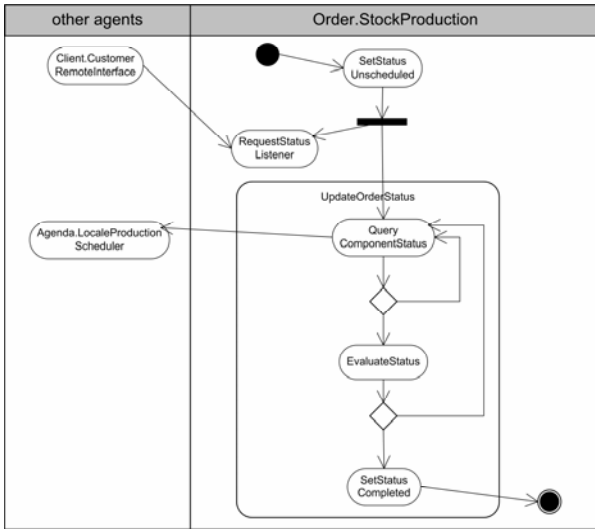 other agents
Order.StockProduction
Client.Customer
RemoteInterface
SetStatus
Unscheduled
RequestStatus
Listener
UpdateOrderStatus
Query
ComponentStatus
Agenda.LocaleProduction
Scheduler
EvaluateStatus
SetStatus
Completed